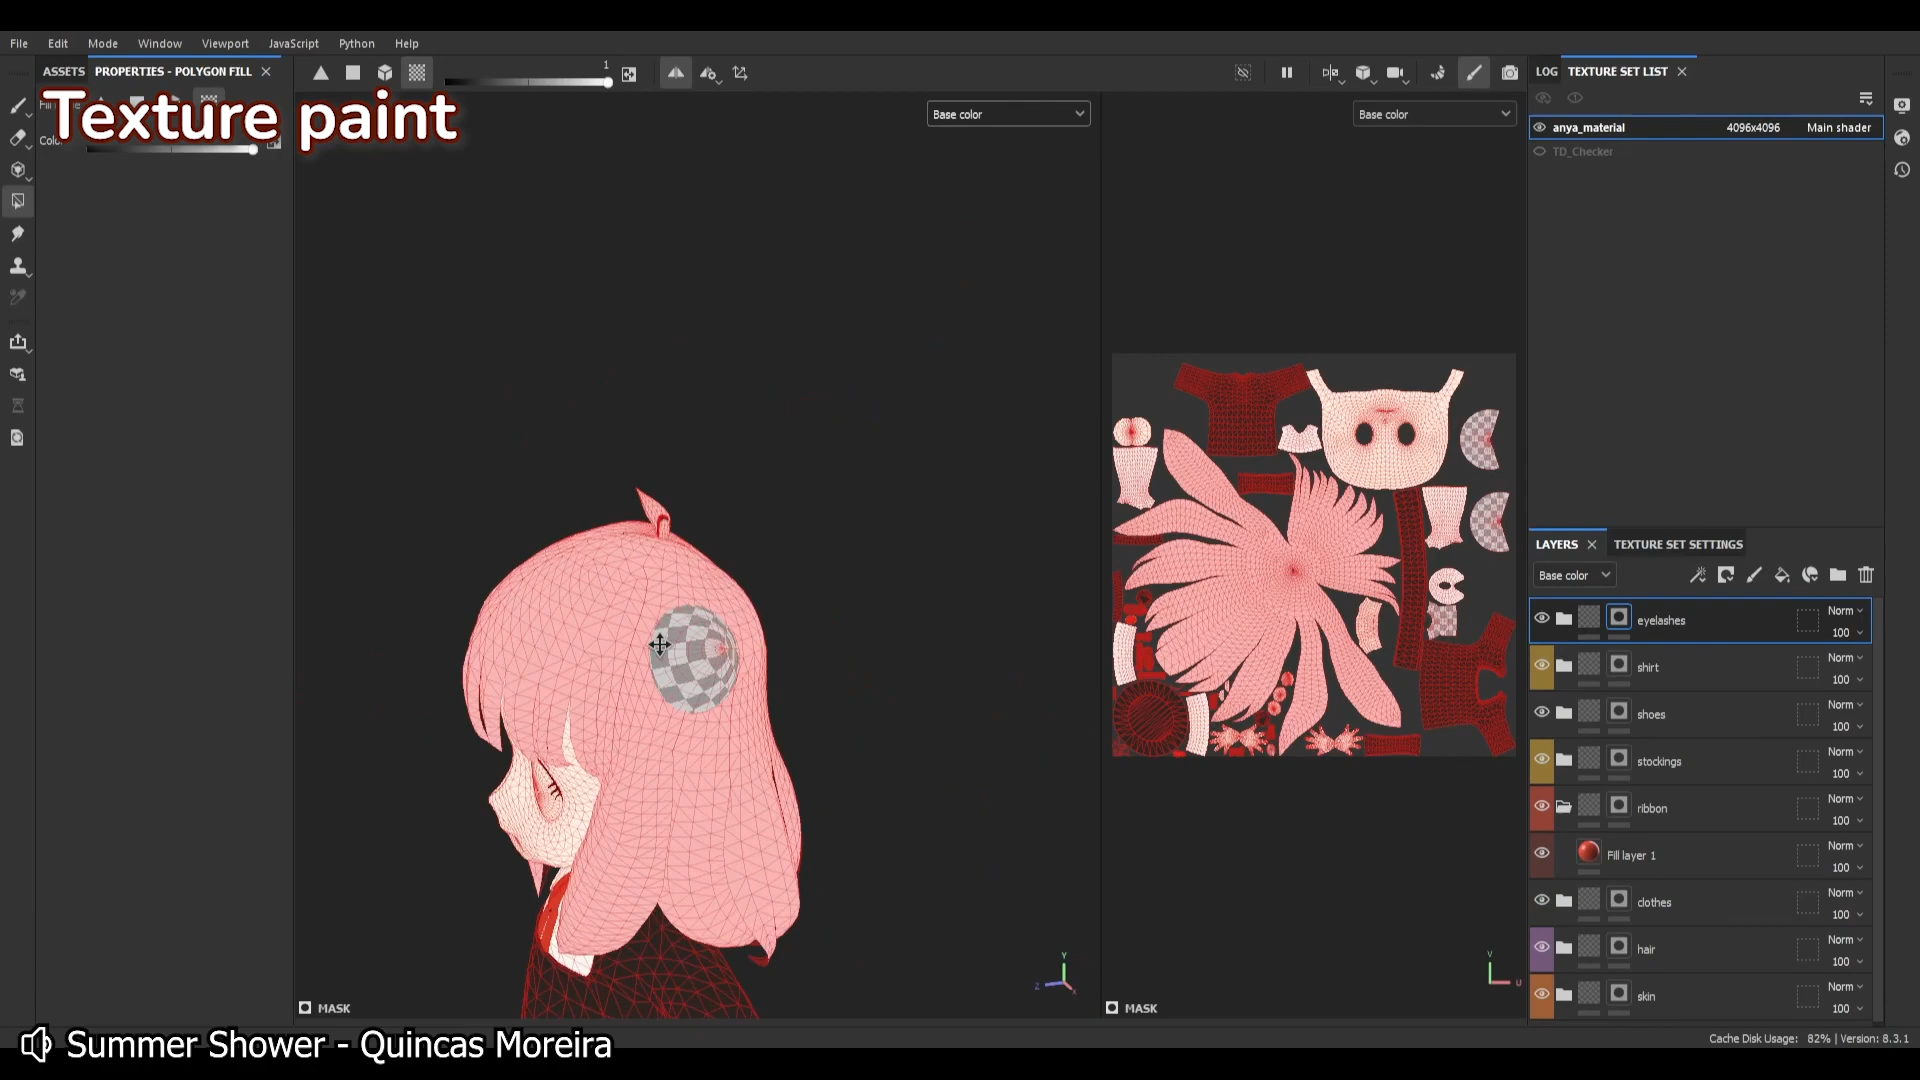 File Edit Mode Window Viewport JavaScript Python Help
ASSETS PROPERTIES - POLYGON FILL
1
LOG TEXTURE SET LIST
Texture paint
Base color
Base color
anya_material 4096x4096 Main shader
TD_Checker
LAYERS TEXTURE SET SETTINGS
Base color
eyelashes Norm
100
shirt Norm
100
shoes Norm
100
stockings Norm
100
ribbon Norm
100
Fill layer 1 Norm
100
clothes Norm
100
hair Norm
100
skin Norm
100
Y
Z
V
U
MASK
MASK
Summer Shower - Quincas Moreira
Cache Disk Usage: 82% | Version: 8.3.1